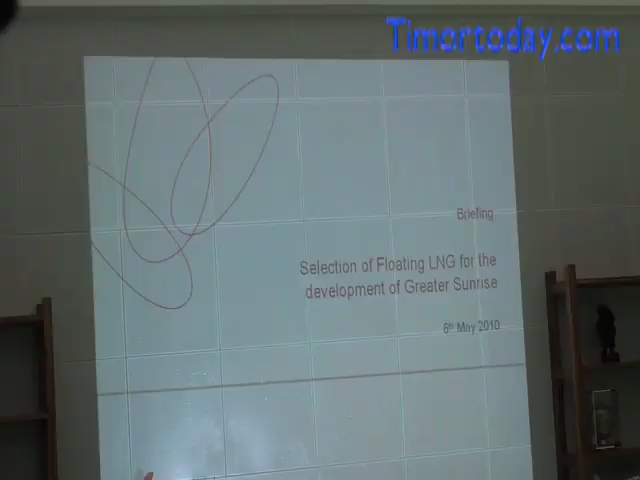 Timortoday.com
Briefing
Selection of Floating LNG for the
development of Greater Sunrise
6th May 2010